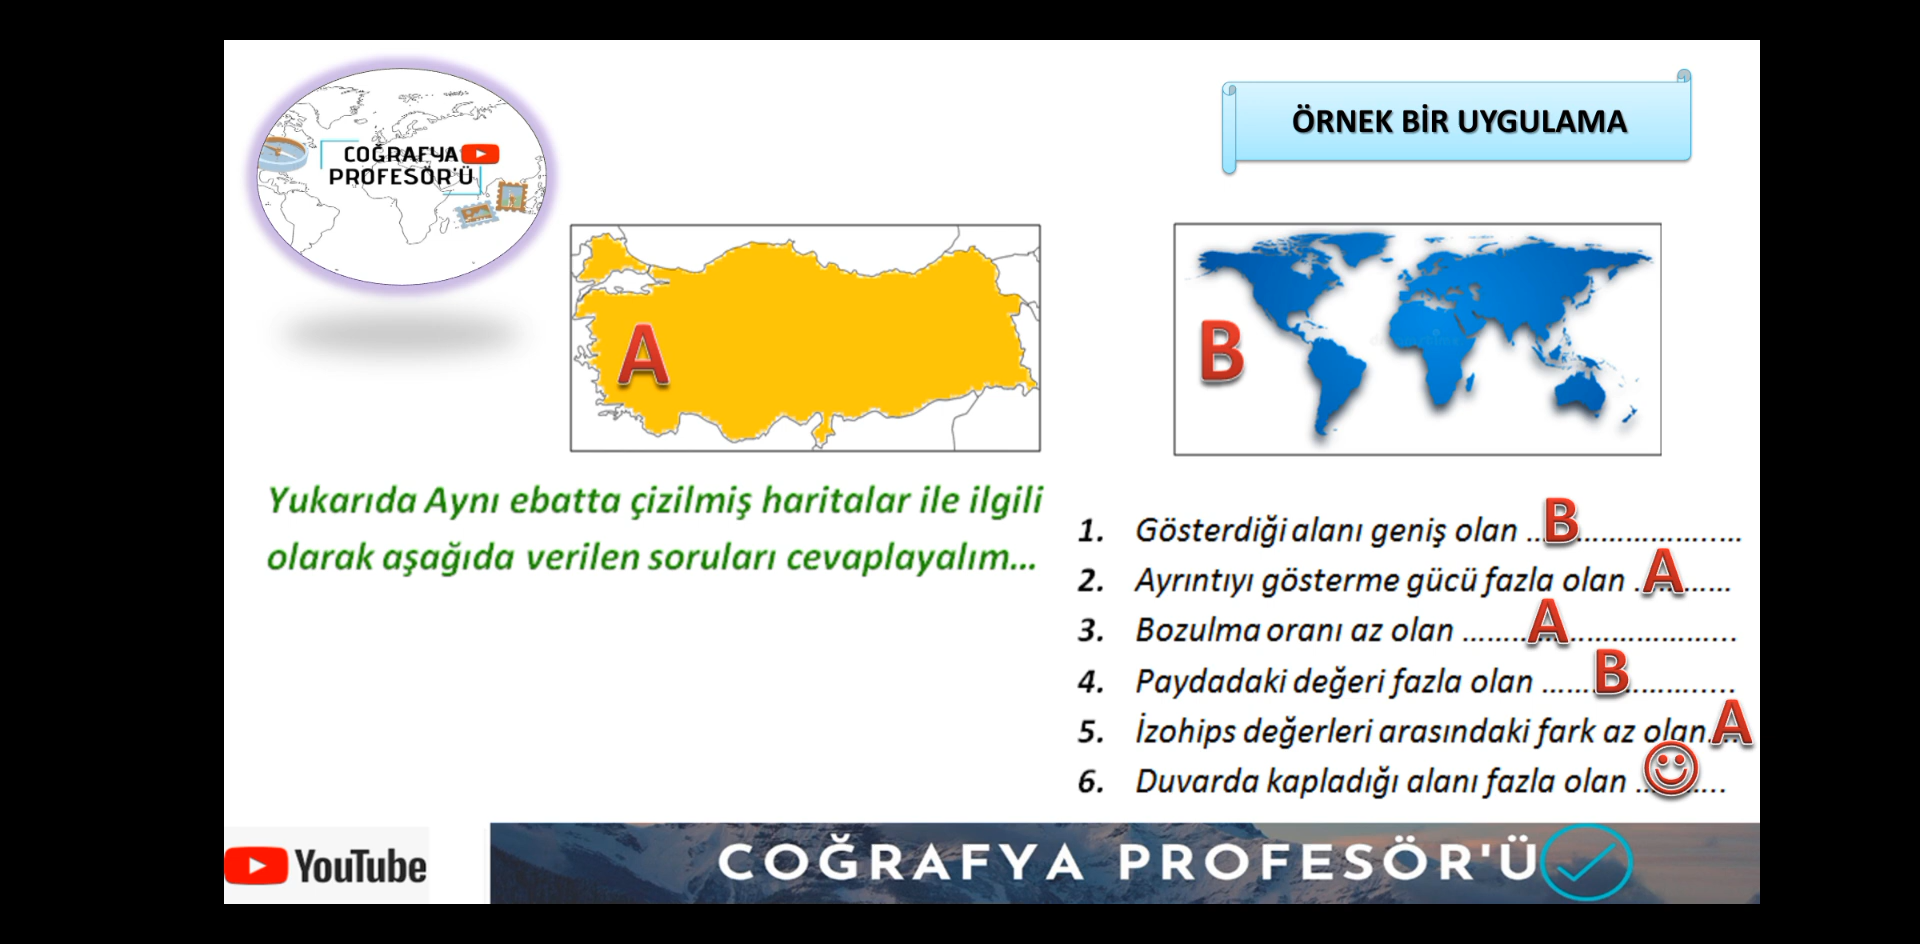 COĞRAFYA
PROFESÖR'Ü
ÖRNEK BİR UYGULAMA
A
B
Yukarıda Aynı ebatta çizilmiş haritalar ile ilgili
olarak aşağıda verilen soruları cevaplayalım...
1. Gösterdiği alanı geniş olan ...B........................
2. Ayrıntıyı gösterme gücü fazla olan .A........
3. Bozulma oranı az olan ........A........................
4. Paydadaki değeri fazla olan ......B...............
5. İzohips değerleri arasındaki fark az olan.A..
6. Duvarda kapladığı alanı fazla olan ..........
YouTube
COĞRAFYA PROFESÖR'Ü